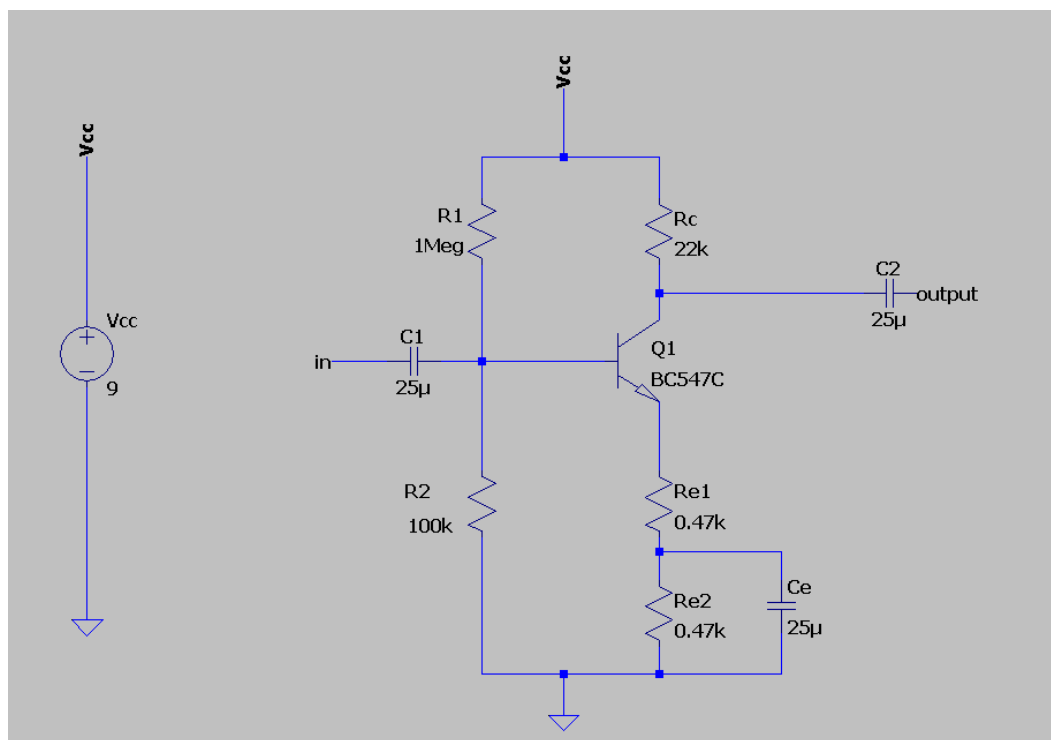 Vcc
Vcc
R1
1Meg
Rc
22k
C2
output
25µ
Vcc
+
-
9
in
C1
25µ
Q1
BC547C
R2
100k
Re1
0.47k
Re2
0.47k
Ce
25µ